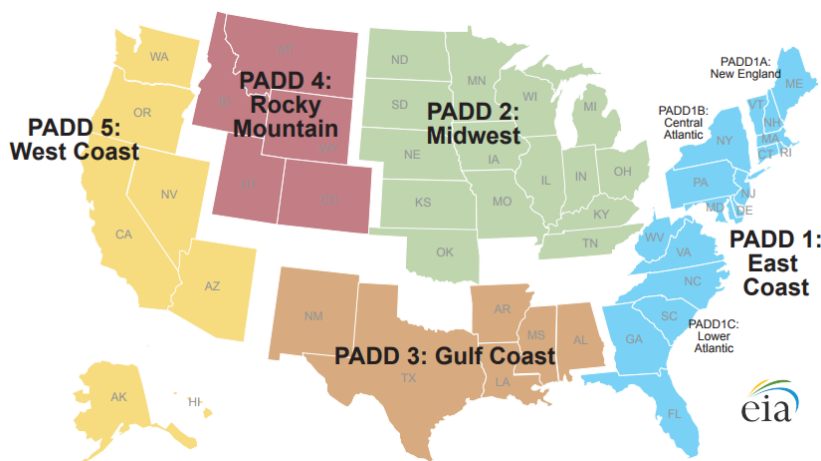 PADD 5:
West Coast
PADD 4:
Rocky
Mountain
PADD 2:
Midwest
PADD1A:
New England
PADD1B:
Central
Atlantic
PADD 1:
East
Coast
PADD1C:
Lower
Atlantic
PADD 3: Gulf Coast
WA
OR
NV
CA
AZ
AK
HI
MT
ID
UT
ND
SD
NE
KS
OK
MN
WI
MI
IA
IL
IN
OH
MO
KY
TN
NM
TX
AR
LA
MS
AL
ME
VT
NH
MA
CT
RI
NY
PA
NJ
MD
DE
WV
VA
NC
SC
GA
FL
eia